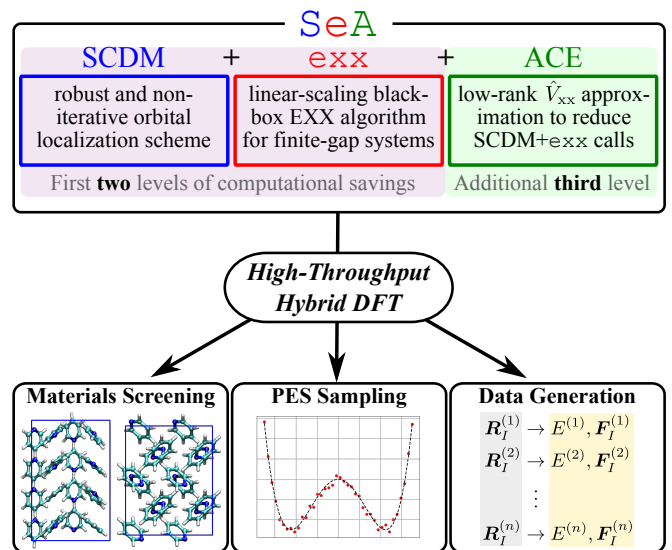 SeA
SCDM + exx + ACE
robust and non-
iterative orbital
localization scheme
linear-scaling black-
box EXX algorithm
for finite-gap systems
low-rank V̂xx approx-
imation to reduce
SCDM+exx calls
First two levels of computational savings
Additional third level
High-Throughput
Hybrid DFT
Materials Screening
PES Sampling
Data Generation
R_I^(1) → E^(1), F_I^(1)
R_I^(2) → E^(2), F_I^(2)
⋮
R_I^(n) → E^(n), F_I^(n)